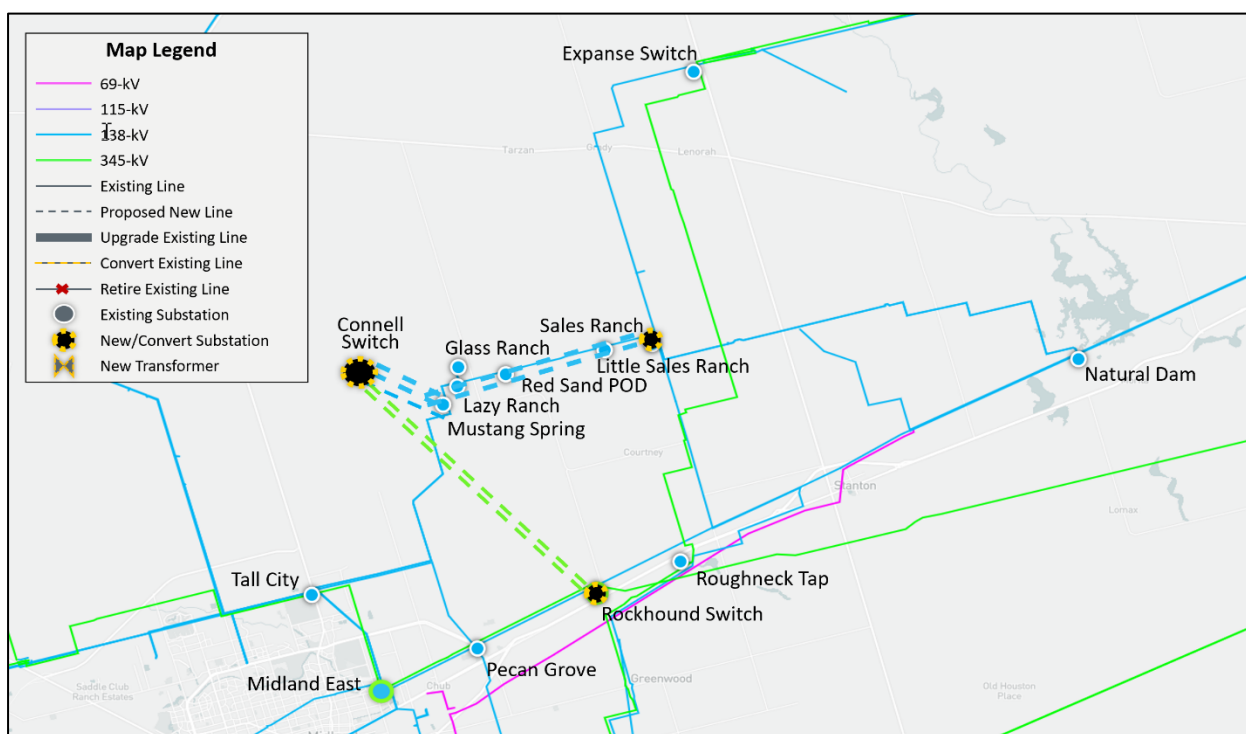 Map Legend
69-kV
115-kV
138-kV
345-kV
Existing Line
Proposed New Line
Upgrade Existing Line
Convert Existing Line
Retire Existing Line
Existing Substation
New/Convert Substation
New Transformer
Expanse Switch
Tarzan
Grady
Lenorah
Connell
Switch
Sales Ranch
Glass Ranch
Little Sales Ranch
Red Sand POD
Natural Dam
Lazy Ranch
Mustang Spring
Courtney
Stanton
Lomax
Tall City
Roughneck Tap
Rockhound Switch
Pecan Grove
Midland East
Chub
Greenwood
Saddle Club
Ranch Estates
Old Houston
Place